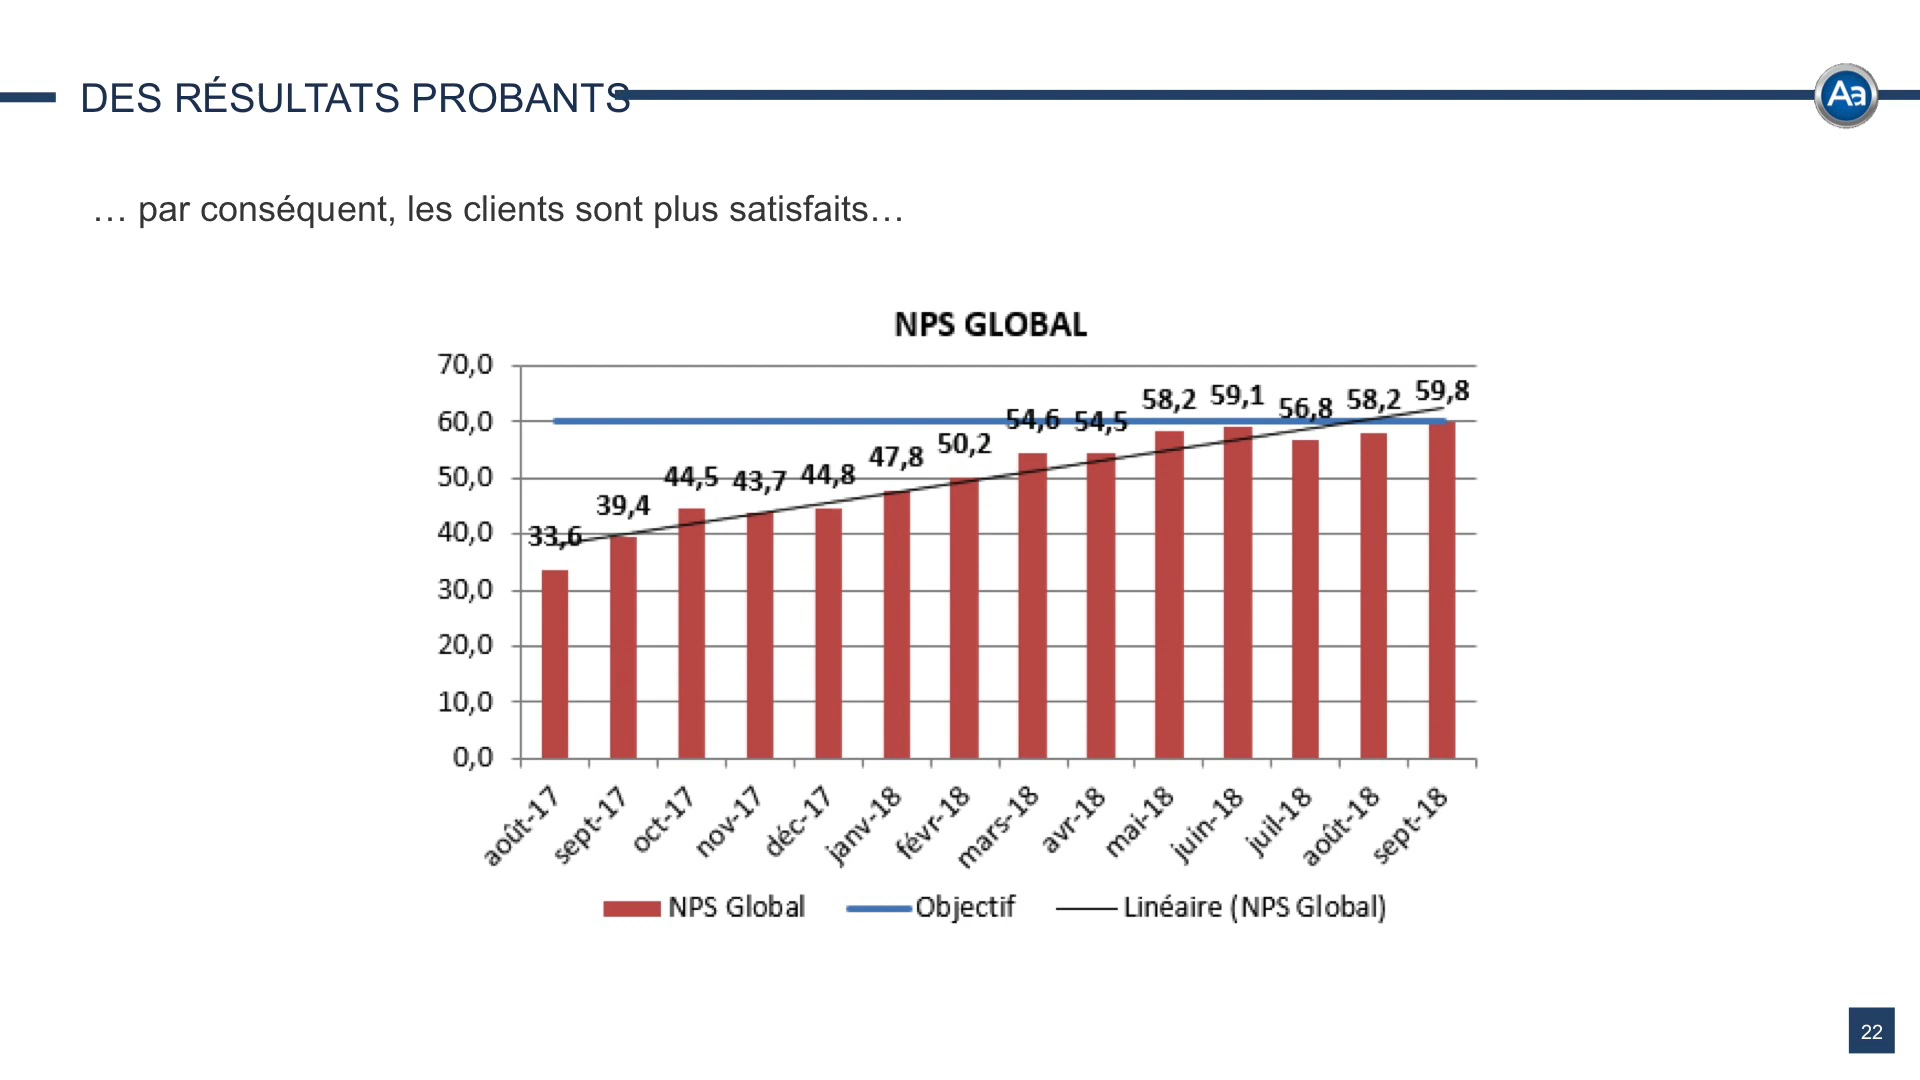 DES RÉSULTATS PROBANTS
Aa
… par conséquent, les clients sont plus satisfaits…
NPS GLOBAL
70,0
60,0
50,0
40,0
30,0
20,0
10,0
0,0
33,6
39,4
44,5
43,7
44,8
47,8
50,2
54,6
54,5
58,2
59,1
56,8
58,2
59,8
août-17
sept-17
oct-17
nov-17
déc-17
janv-18
févr-18
mars-18
avr-18
mai-18
juin-18
juil-18
août-18
sept-18
NPS Global
Objectif
Linéaire (NPS Global)
22